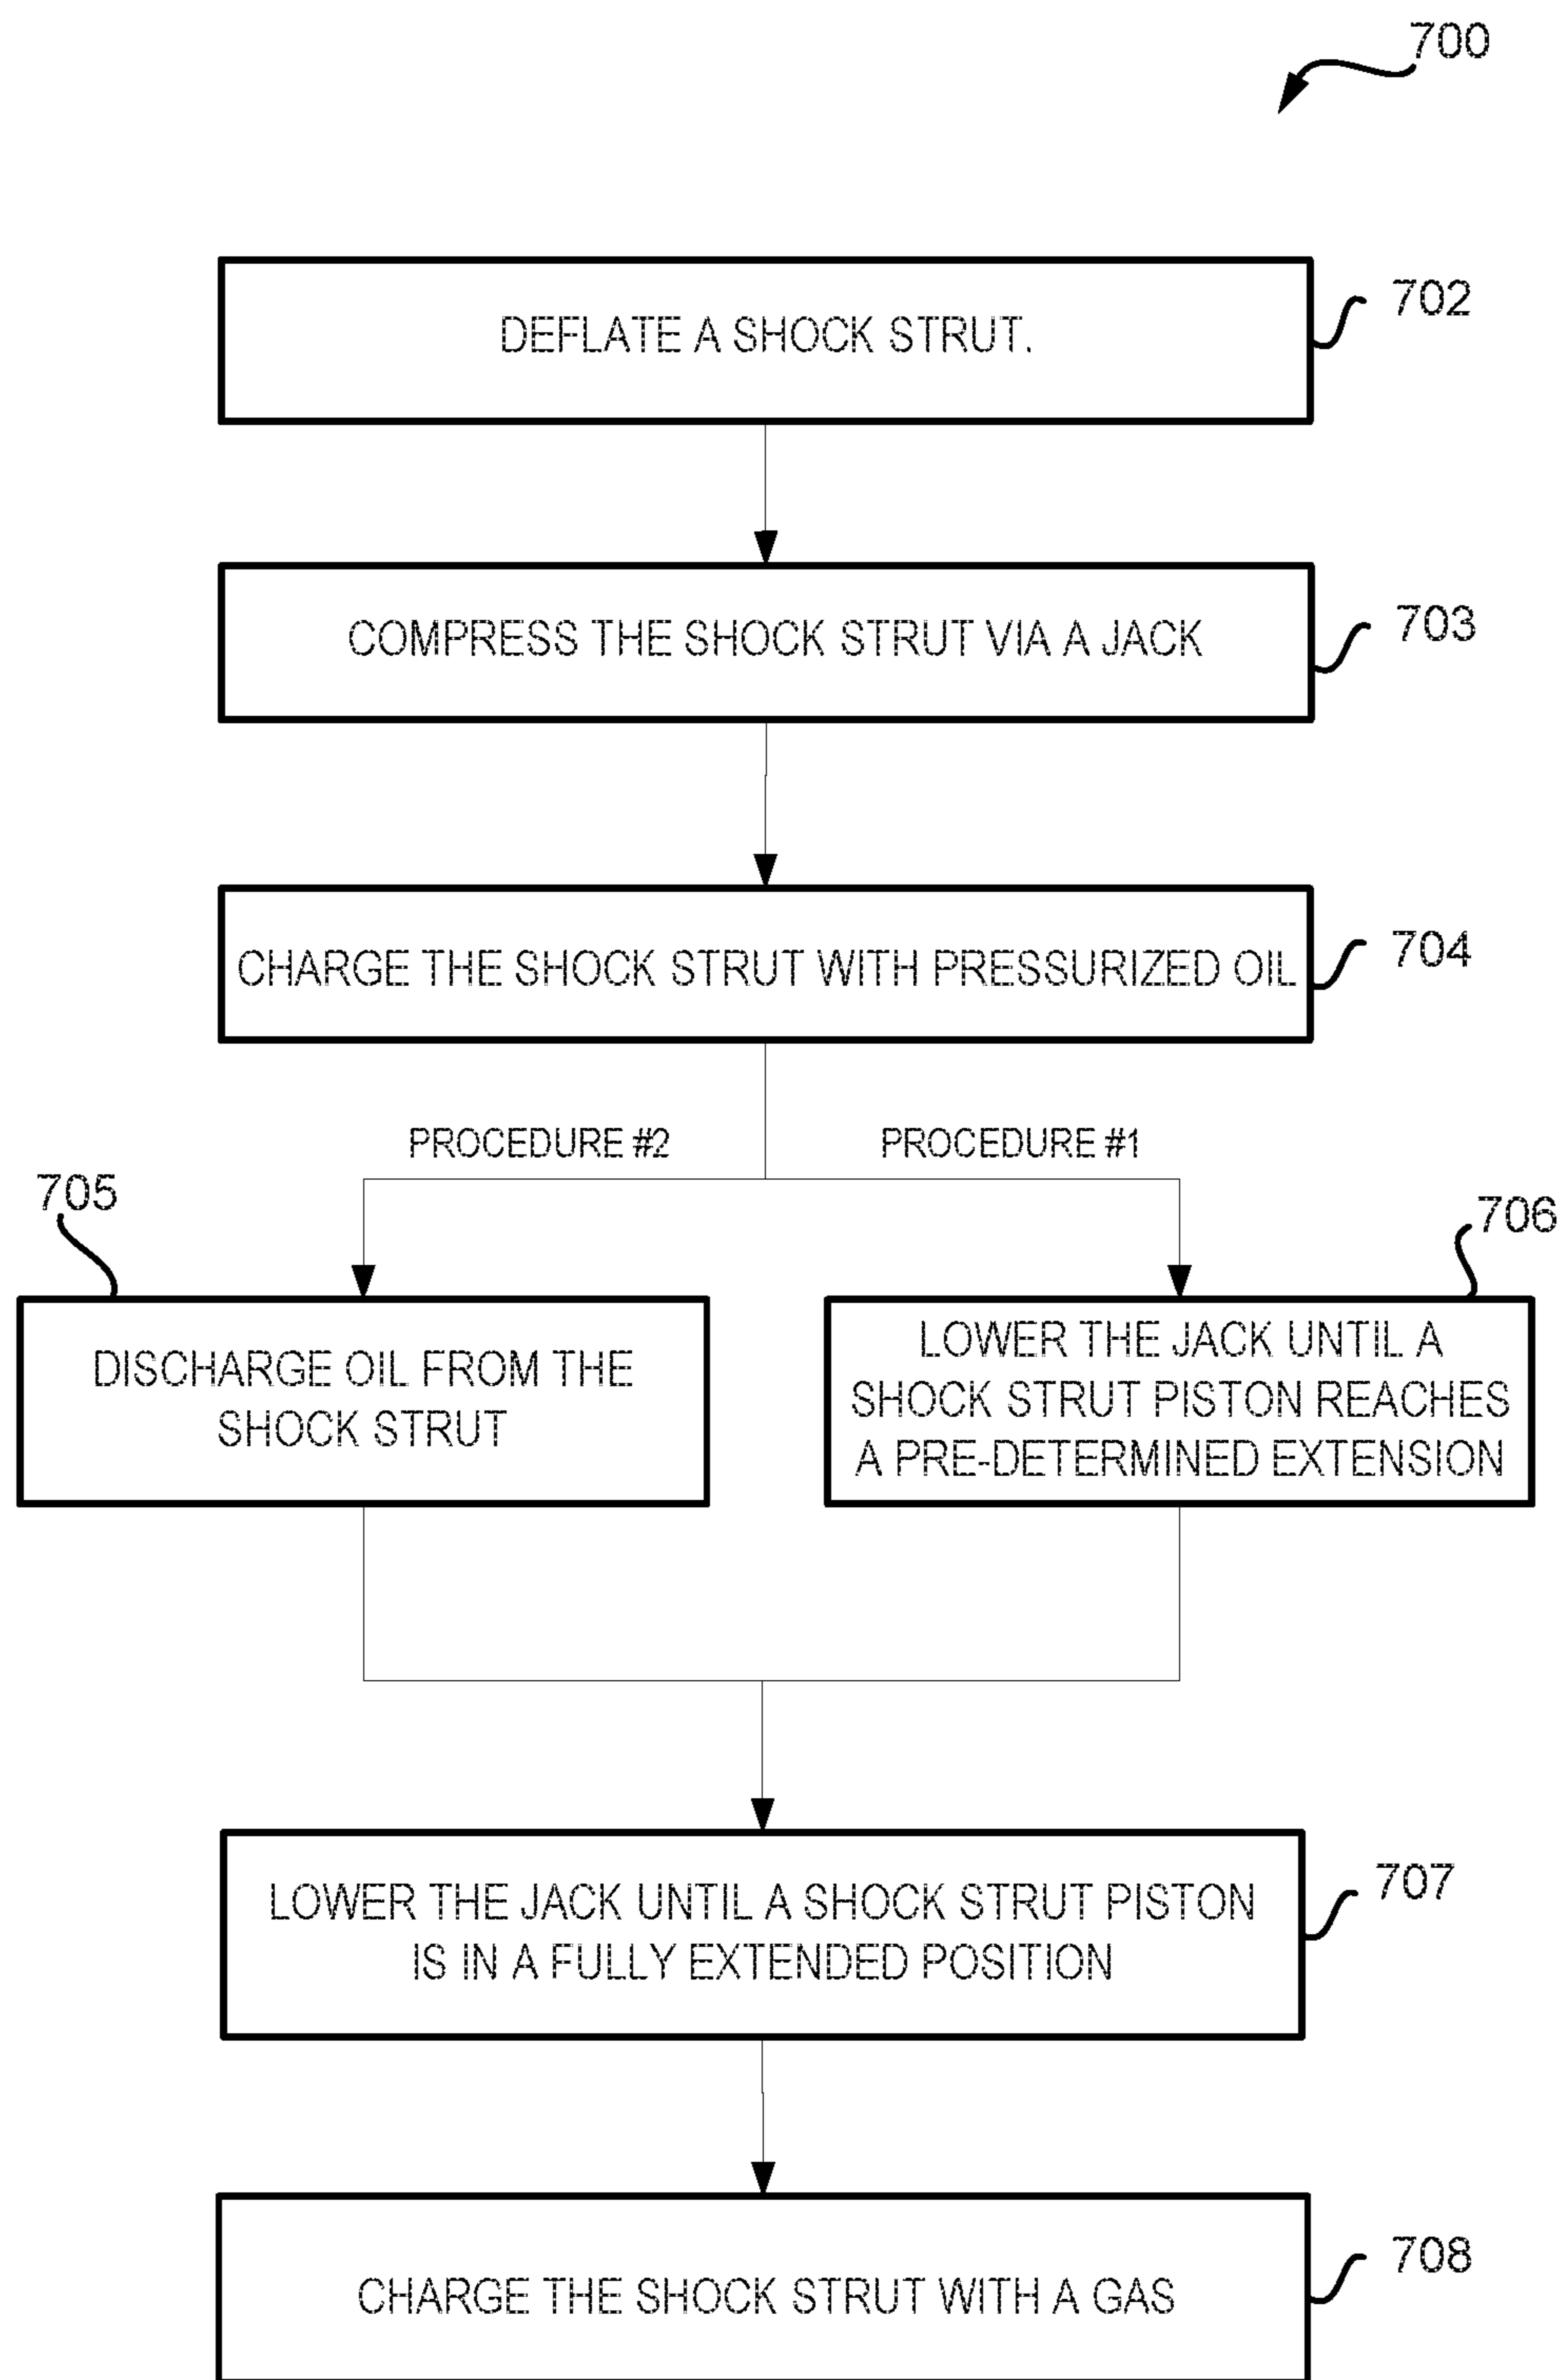 700
DEFLATE A SHOCK STRUT.
702
COMPRESS THE SHOCK STRUT VIA A JACK
703
CHARGE THE SHOCK STRUT WITH PRESSURIZED OIL
704
PROCEDURE #2
PROCEDURE #1
705
706
DISCHARGE OIL FROM THE
SHOCK STRUT
LOWER THE JACK UNTIL A
SHOCK STRUT PISTON REACHES
A PRE-DETERMINED EXTENSION
LOWER THE JACK UNTIL A SHOCK STRUT PISTON
IS IN A FULLY EXTENDED POSITION
707
CHARGE THE SHOCK STRUT WITH A GAS
708